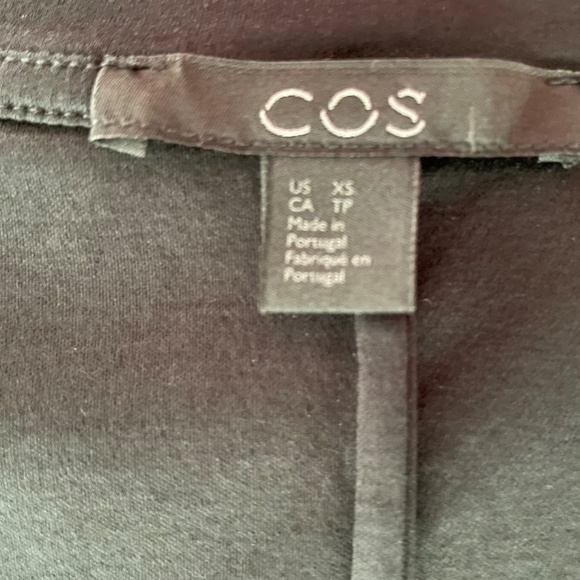 COS
US XS
CA TP
Made in
Portugal
Fabriqué en
Portugal